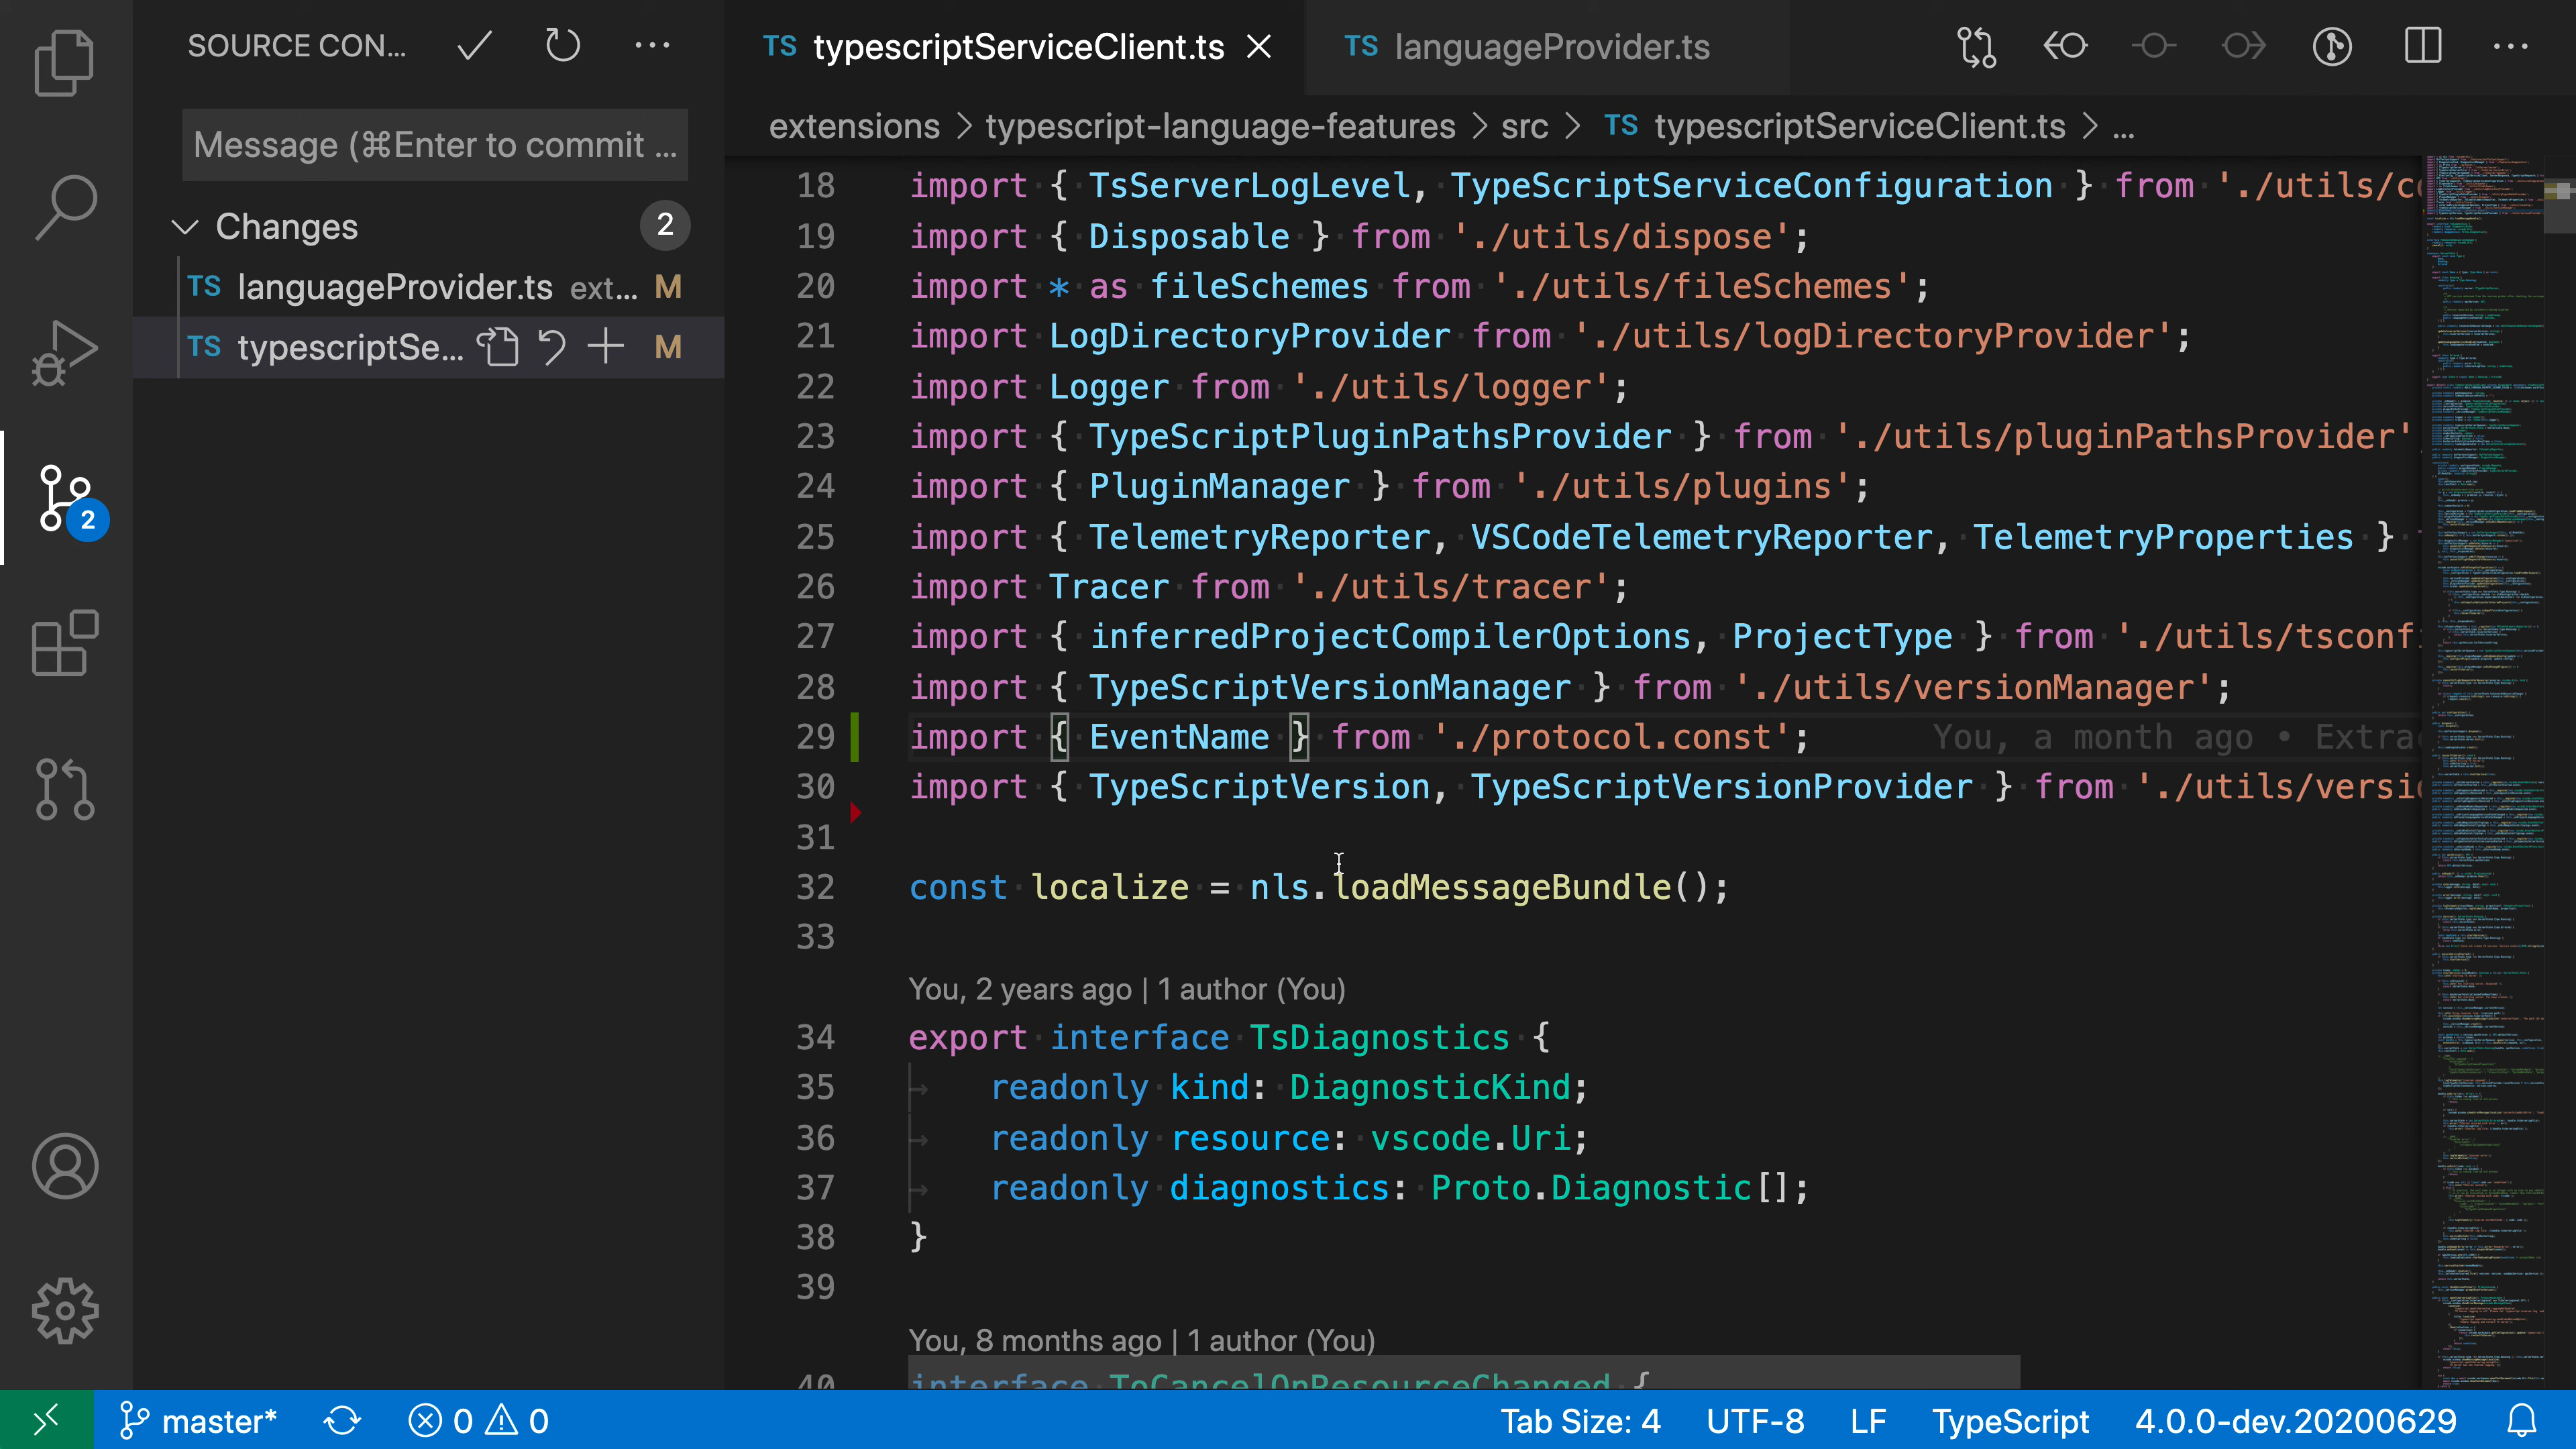 SOURCE CON...
Message (⌘Enter to commit ...
Changes
2
TS languageProvider.ts ext... M
TS typescriptSe... M
2
TS typescriptServiceClient.ts
TS languageProvider.ts
...
extensions > typescript-language-features > src > TS typescriptServiceClient.ts > ...
18 import { TsServerLogLevel, TypeScriptServiceConfiguration } from './utils/co
19 import { Disposable } from './utils/dispose';
20 import * as fileSchemes from './utils/fileSchemes';
21 import LogDirectoryProvider from './utils/logDirectoryProvider';
22 import Logger from './utils/logger';
23 import { TypeScriptPluginPathsProvider } from './utils/pluginPathsProvider'
24 import { PluginManager } from './utils/plugins';
25 import { TelemetryReporter, VSCodeTelemetryReporter, TelemetryProperties }
26 import Tracer from './utils/tracer';
27 import { inferredProjectCompilerOptions, ProjectType } from './utils/tsconf
28 import { TypeScriptVersionManager } from './utils/versionManager';
29 import { EventName } from './protocol.const'; You, a month ago • Extra
30 import { TypeScriptVersion, TypeScriptVersionProvider } from './utils/versi
31
32 const localize = nls.loadMessageBundle();
33
You, 2 years ago | 1 author (You)
34 export interface TsDiagnostics {
35 readonly kind: DiagnosticKind;
36 readonly resource: vscode.Uri;
37 readonly diagnostics: Proto.Diagnostic[];
38 }
39
You, 8 months ago | 1 author (You)
40 interface ToCancelOnResourceChanged {
master* 0 0 Tab Size: 4 UTF-8 LF TypeScript 4.0.0-dev.20200629